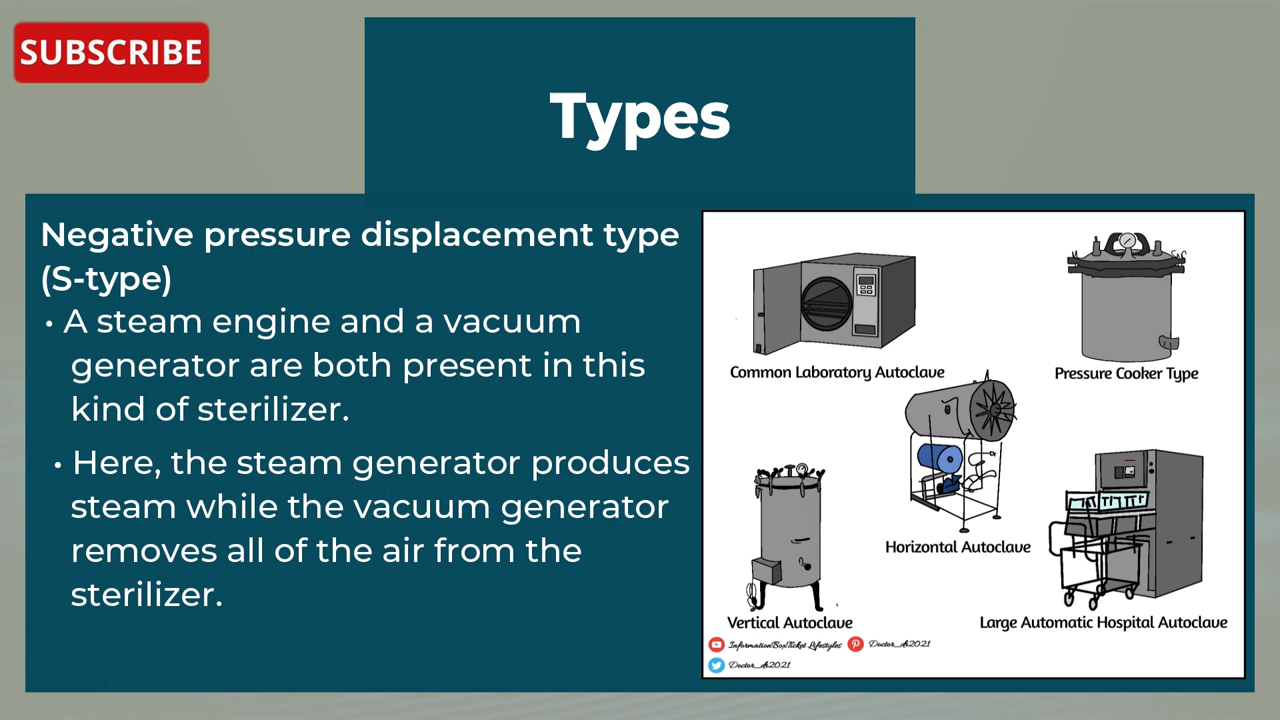 SUBSCRIBE
Types
Negative pressure displacement type
(S-type)
• A steam engine and a vacuum
generator are both present in this
kind of sterilizer.
• Here, the steam generator produces
steam while the vacuum generator
removes all of the air from the
sterilizer.
Common Laboratory Autoclave
Pressure Cooker Type
Horizontal Autoclave
Vertical Autoclave
Large Automatic Hospital Autoclave
InformationBoxTicket Lifestyles
Doctor_At2021
Doctor_At2021